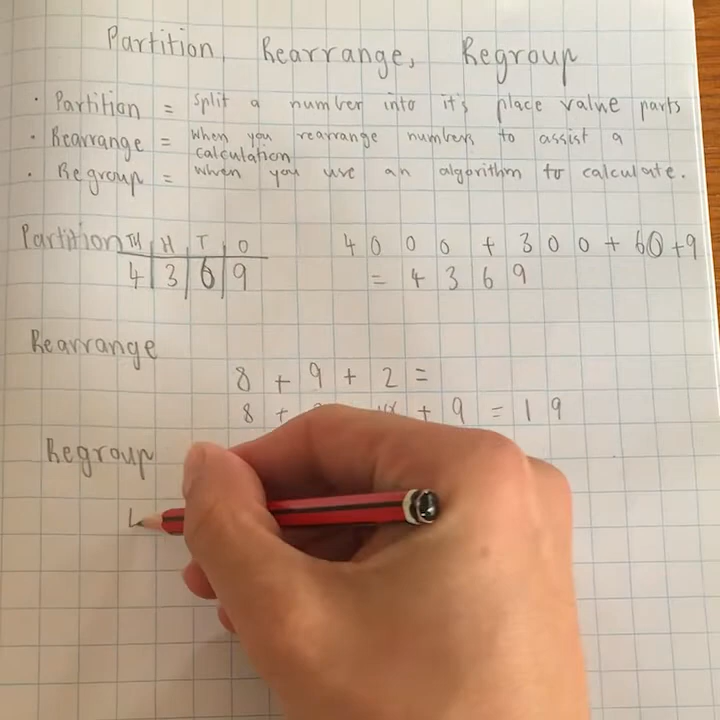 Partition, Rearrange, Regroup
· Partition = split a number into it's place value parts
· Rearrange = when you rearrange numbers to assist a
calculation
· Regroup = when you use an algorithm to calculate.
Partition TH H T O 4000 + 300 + 60 + 9
4 3 6 9 = 4369
Rearrange
8 + 9 + 2 =
8 + + 9 = 19
Regroup